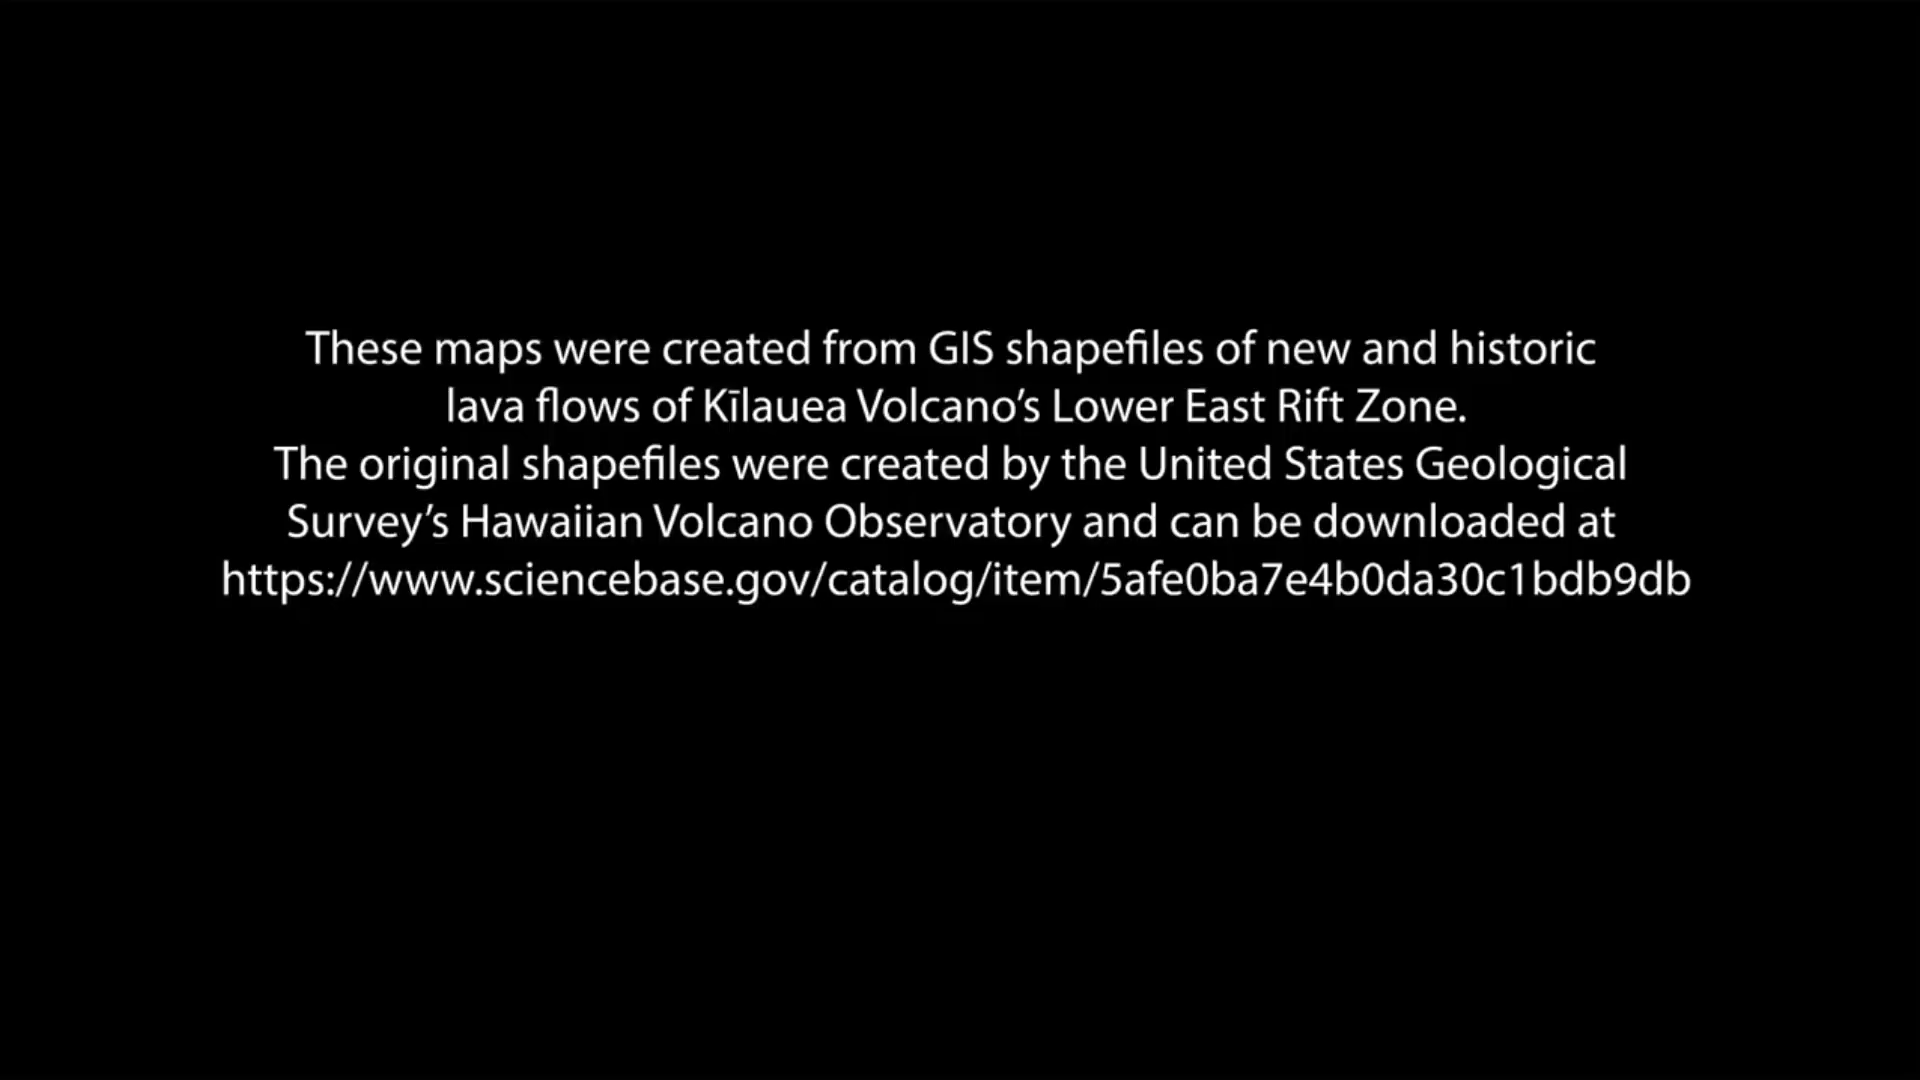 These maps were created from GIS shapefiles of new and historic
lava flows of Kīlauea Volcano’s Lower East Rift Zone.
The original shapefiles were created by the United States Geological
Survey’s Hawaiian Volcano Observatory and can be downloaded at
https://www.sciencebase.gov/catalog/item/5afe0ba7e4b0da30c1bdb9db